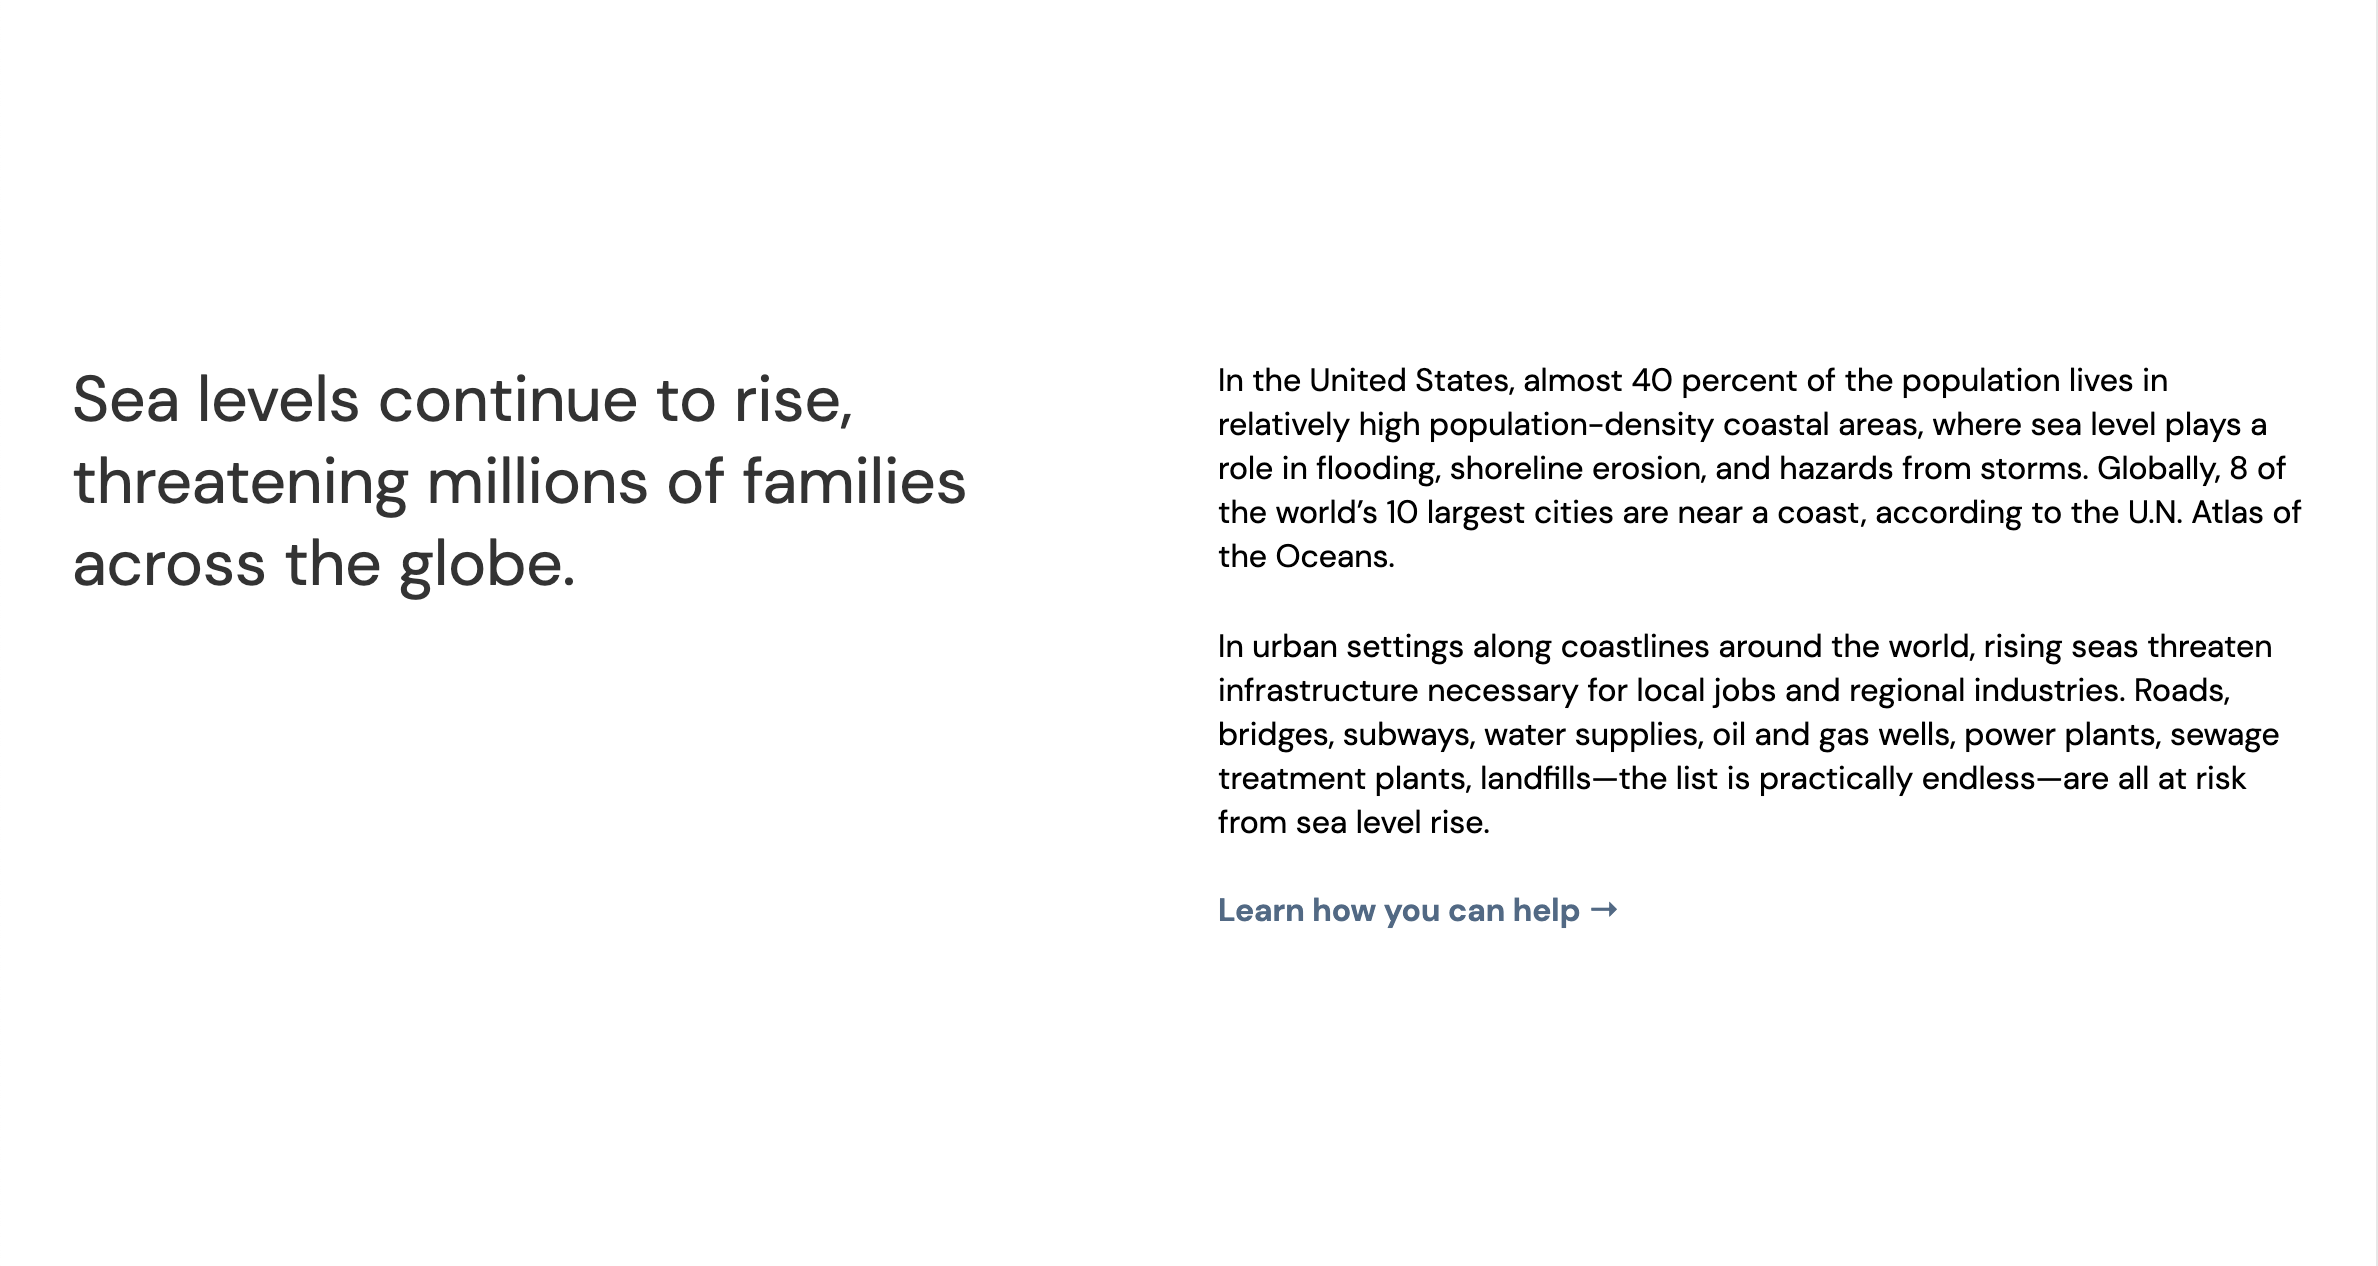 Sea levels continue to rise,
threatening millions of families
across the globe.
In the United States, almost 40 percent of the population lives in
relatively high population-density coastal areas, where sea level plays a
role in flooding, shoreline erosion, and hazards from storms. Globally, 8 of
the world’s 10 largest cities are near a coast, according to the U.N. Atlas of
the Oceans.
In urban settings along coastlines around the world, rising seas threaten
infrastructure necessary for local jobs and regional industries. Roads,
bridges, subways, water supplies, oil and gas wells, power plants, sewage
treatment plants, landfills—the list is practically endless—are all at risk
from sea level rise.
Learn how you can help →